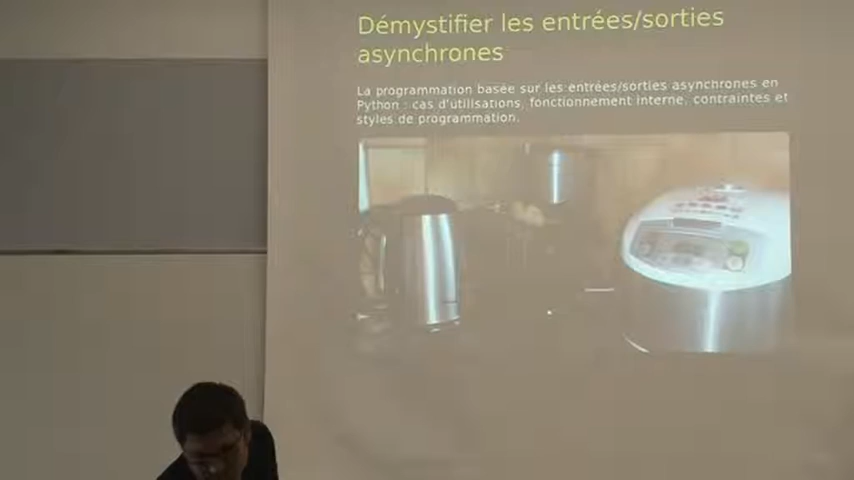 Démystifier les entrées/sorties
asynchrones
La programmation basée sur les entrées/sorties asynchrones en
Python : cas d'utilisations, fonctionnement interne, contraintes et
styles de programmation.